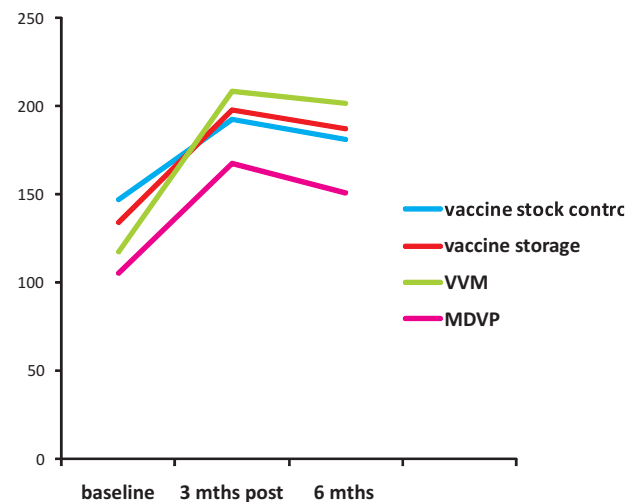 250
200
150
100
50
0
baseline 3 mths post 6 mths
vaccine stock contro
vaccine storage
VVM
MDVP